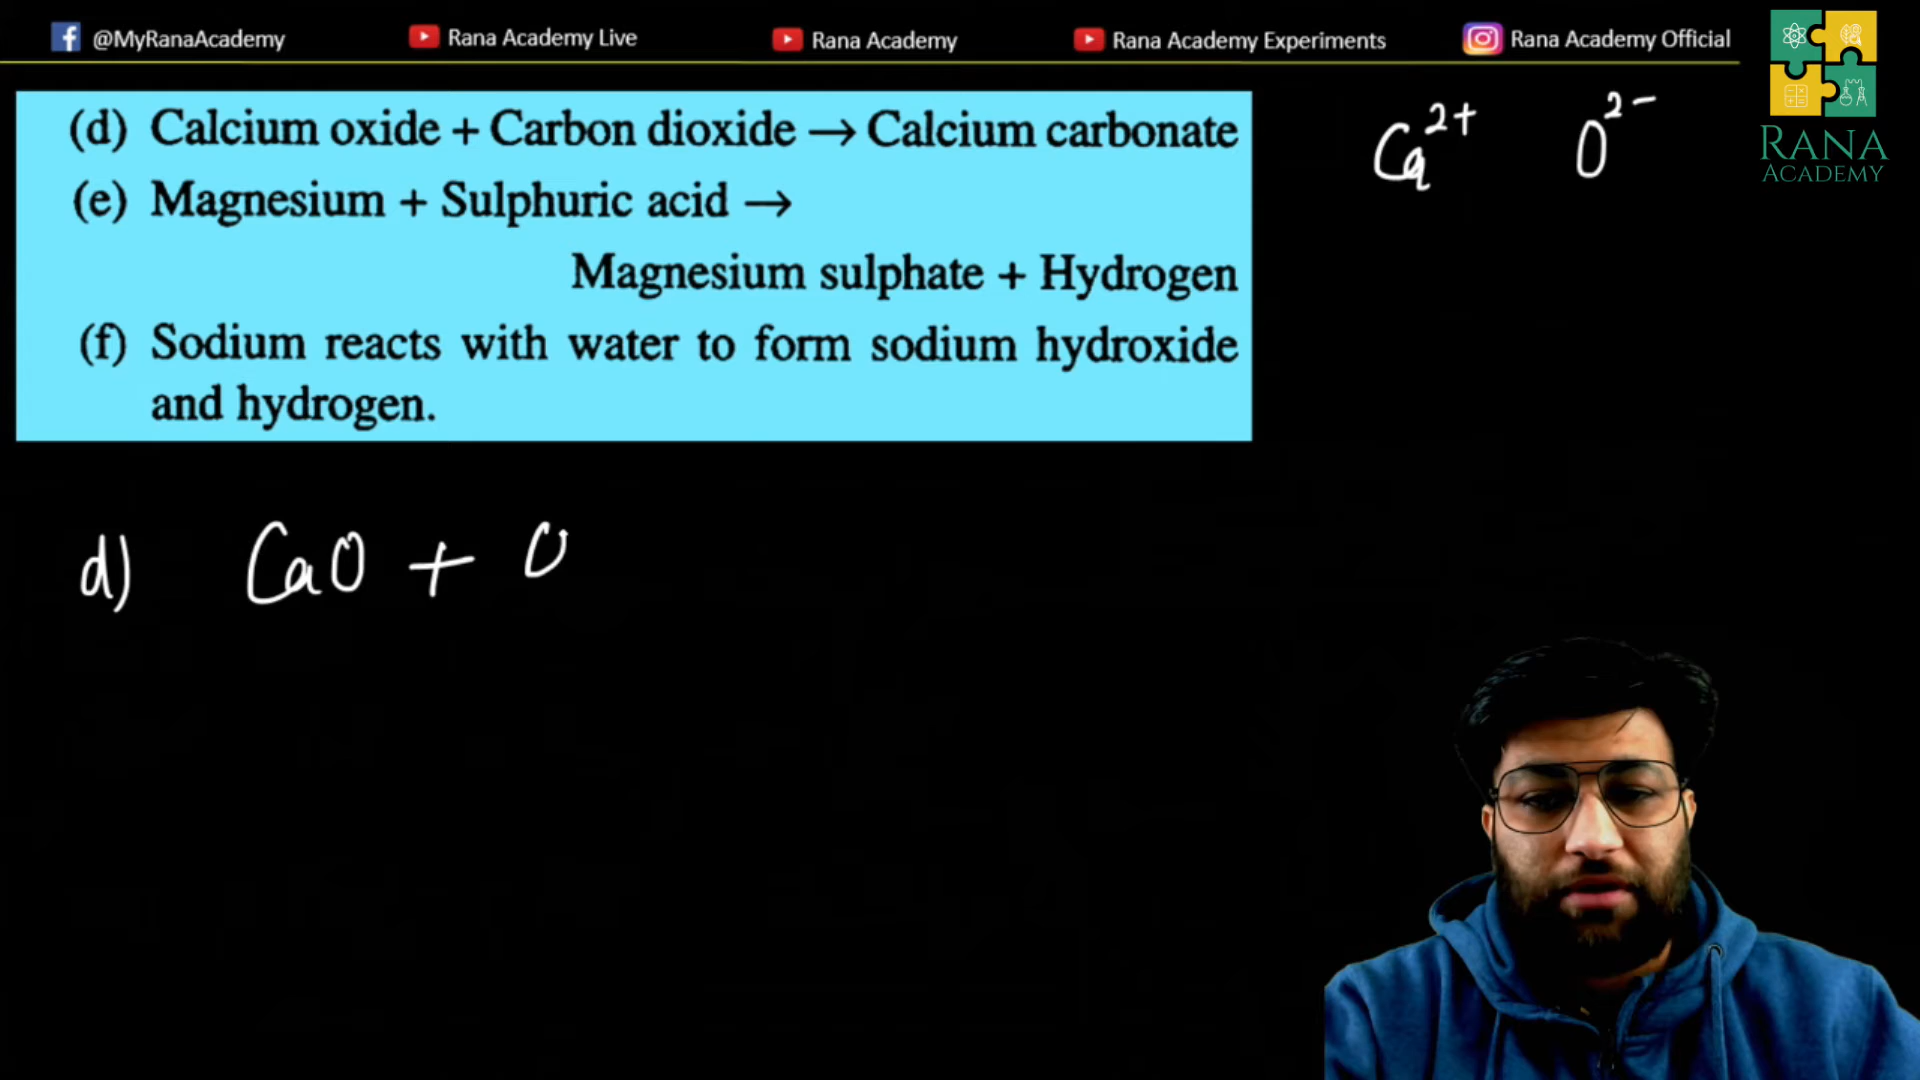 @MyRanaAcademy Rana Academy Live Rana Academy Rana Academy Experiments Rana Academy Official
RANA
ACADEMY
(d) Calcium oxide + Carbon dioxide → Calcium carbonate
(e) Magnesium + Sulphuric acid →
Magnesium sulphate + Hydrogen
(f) Sodium reacts with water to form sodium hydroxide
and hydrogen.
Ca²⁺ O²⁻
d) CaO + O